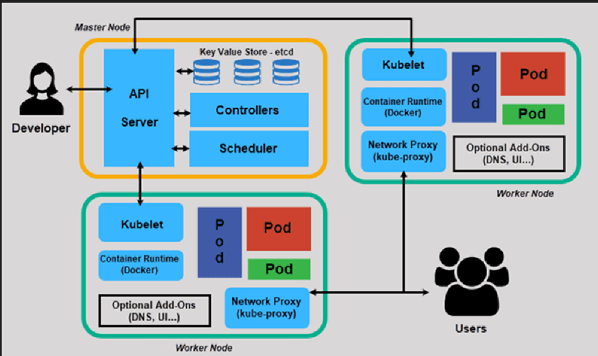 Master Node
Key Value Store - etcd
API
Server
Controllers
Scheduler
Developer
Kubelet
Container Runtime
(Docker)
Network Proxy
(kube-proxy)
P
o
d
Pod
Pod
Optional Add-Ons
(DNS, UI...)
Worker Node
Kubelet
Container Runtime
(Docker)
P
o
d
Pod
Pod
Optional Add-Ons
(DNS, UI...)
Network Proxy
(kube-proxy)
Worker Node
Users